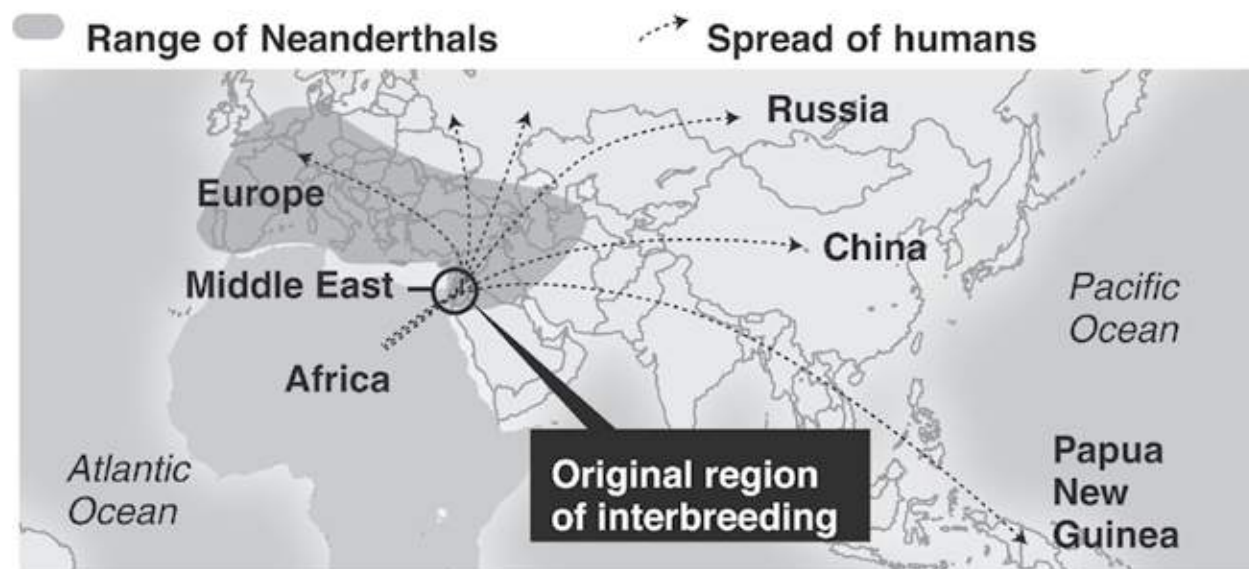 Range of Neanderthals
Spread of humans
Russia
Europe
China
Middle East
Pacific
Ocean
Africa
Atlantic
Ocean
Original region
of interbreeding
Papua
New
Guinea